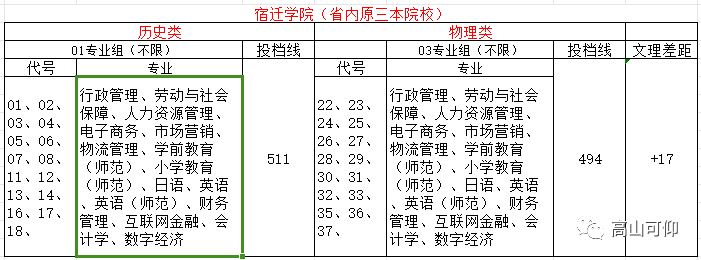 宿迁学院（省内原三本院校）
历史类
物理类
01专业组（不限）
投档线
03专业组（不限）
投档线
文理差距
代号
专业
代号
专业
01、02、
03、04、
05、06、
07、08、
11、12、
13、14、
16、17、
18、
行政管理、劳动与社会
保障、人力资源管理、
电子商务、市场营销、
物流管理、学前教育
（师范）、小学教育
（师范）、日语、英语
、英语（师范）、财务
管理、互联网金融、会
计学、数字经济
511
22、23、
24、25、
26、27、
28、29、
30、31、
32、33、
35、36、
37、
行政管理、劳动与社会
保障、人力资源管理、
电子商务、市场营销、
物流管理、学前教育
（师范）、小学教育
（师范）、日语、英语
、英语（师范）、财务
管理、互联网金融、会
计学、数字经济
494
+17
高山可仰